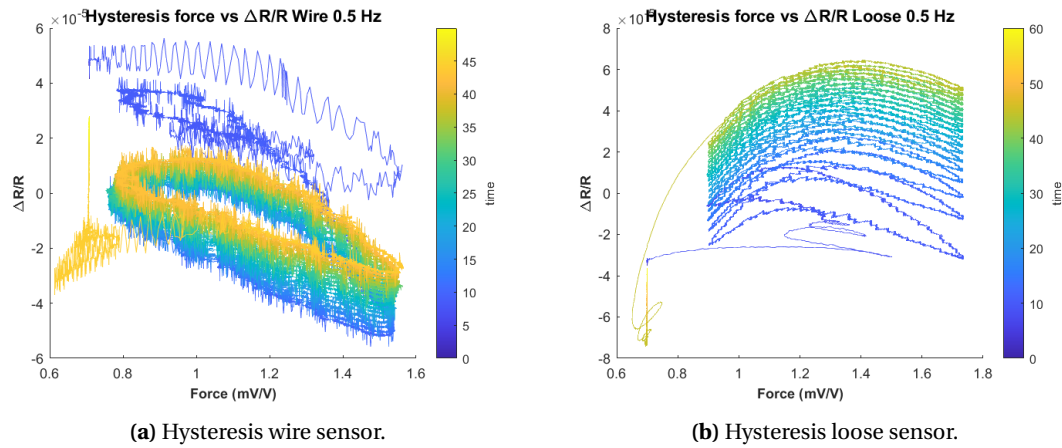 Hysteresis force vs ΔR/R Wire 0.5 Hz
×10⁻⁵
6
4
2
0
-2
-4
-6
ΔR/R
0.6 0.8 1 1.2 1.4 1.6
Force (mV/V)
45
40
35
30
25
20
15
10
5
0
time
(a) Hysteresis wire sensor.
Hysteresis force vs ΔR/R Loose 0.5 Hz
8
6
4
2
0
-2
-4
-6
-8
ΔR/R
0.6 0.8 1 1.2 1.4 1.6 1.8
Force (mV/V)
60
50
40
30
20
10
0
time
(b) Hysteresis loose sensor.